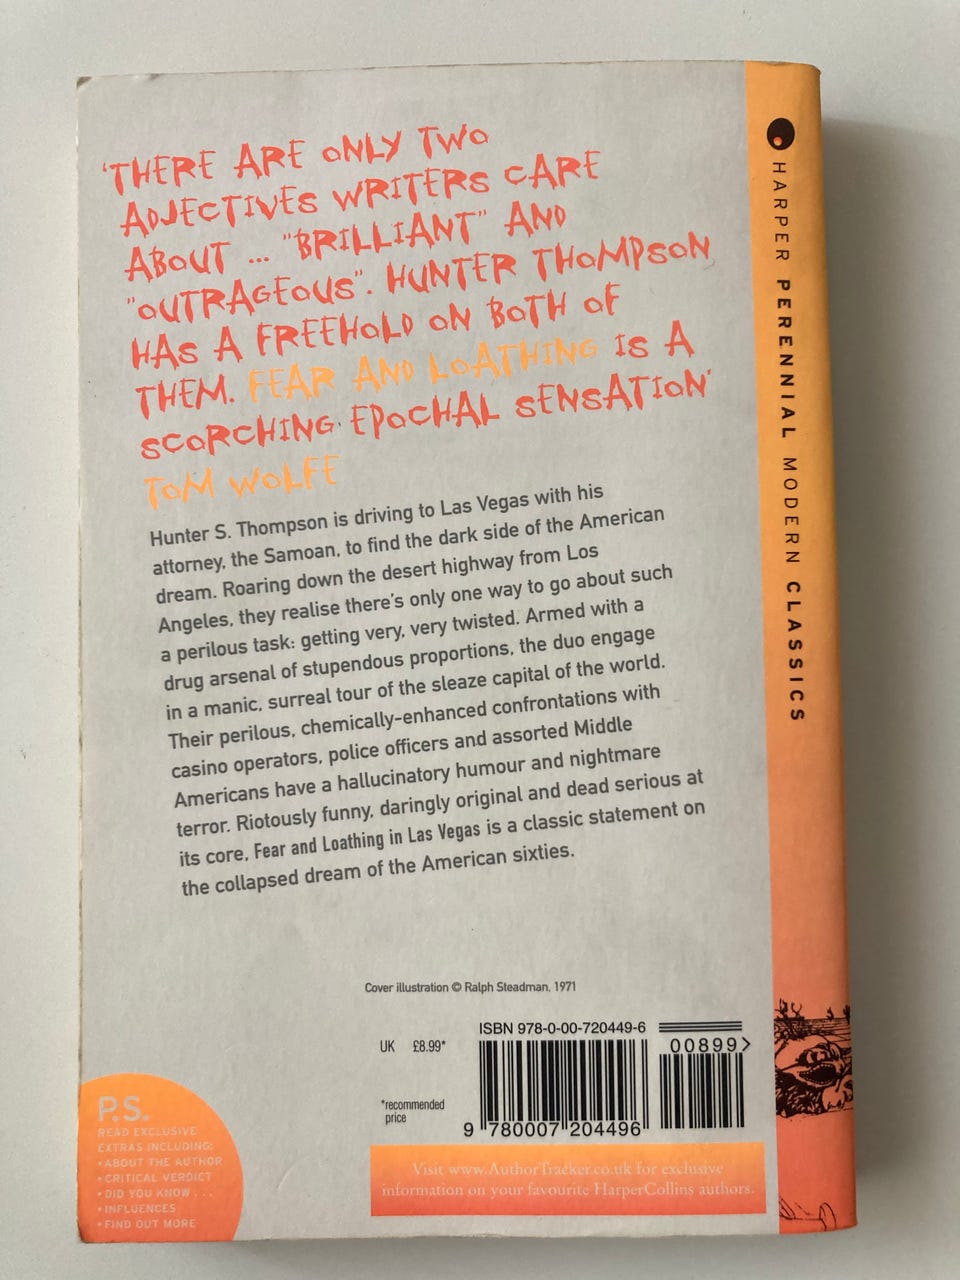 'THERE ARE ONLY TWO
ADJECTIVES WRITERS CARE
ABOUT ... "BRILLIANT" AND
"OUTRAGEOUS". HUNTER THOMPSON
HAS A FREEHOLD ON BOTH OF
THEM. FEAR AND LOATHING IS A
SCORCHING EPOCHAL SENSATION'
TOM WOLFE
Hunter S. Thompson is driving to Las Vegas with his
attorney, the Samoan, to find the dark side of the American
dream. Roaring down the desert highway from Los
Angeles, they realise there's only one way to go about such
a perilous task: getting very, very twisted. Armed with a
drug arsenal of stupendous proportions, the duo engage
in a manic, surreal tour of the sleaze capital of the world.
Their perilous, chemically-enhanced confrontations with
casino operators, police officers and assorted Middle
Americans have a hallucinatory humour and nightmare
terror. Riotously funny, daringly original and dead serious at
its core, Fear and Loathing in Las Vegas is a classic statement on
the collapsed dream of the American sixties.
Cover illustration © Ralph Steadman, 1971
ISBN 978-0-00-720449-6
UK £8.99*
00899>
*recommended
price
9 780007 204496
P.S.
READ EXCLUSIVE
EXTRAS INCLUDING:
• ABOUT THE AUTHOR
• CRITICAL VERDICT
• DID YOU KNOW ...
• INFLUENCES
• FIND OUT MORE
Visit www.AuthorTracker.co.uk for exclusive
information on your favourite HarperCollins authors.
HARPER PERENNIAL MODERN CLASSICS